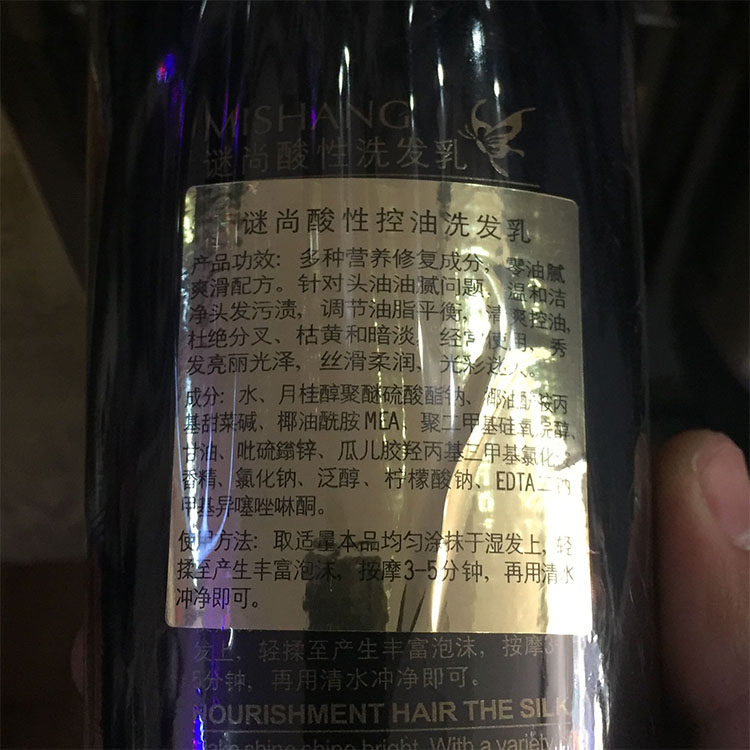 MISHANG
谜尚酸性洗发乳
谜尚酸性控油洗发乳
产品功效：多种营养修复成分，零油腻
爽滑配方。针对头油油腻问题，温和洁
净头发污渍，调节油脂平衡，清爽控油，
杜绝分叉、枯黄和暗淡。经常使用，秀
发亮丽光泽，丝滑柔润、光彩迷人。
成分：水、月桂醇聚醚硫酸酯钠、椰油酰胺丙
基甜菜碱、椰油酰胺MEA、聚二甲基硅氧烷醇、
甘油、吡硫鎓锌、瓜儿胶羟丙基三甲基氯化
香精、氯化钠、泛醇、柠檬酸钠、EDTA二钠
甲基异噻唑啉酮。
使用方法：取适量本品均匀涂抹于湿发上，轻
揉至产生丰富泡沫，按摩3-5分钟，再用清水
冲净即可。
发上，轻揉至产生丰富泡沫，按摩3-
5分钟，再用清水冲净即可。
NOURISHMENT HAIR THE SILK
shine bright. With a variety of